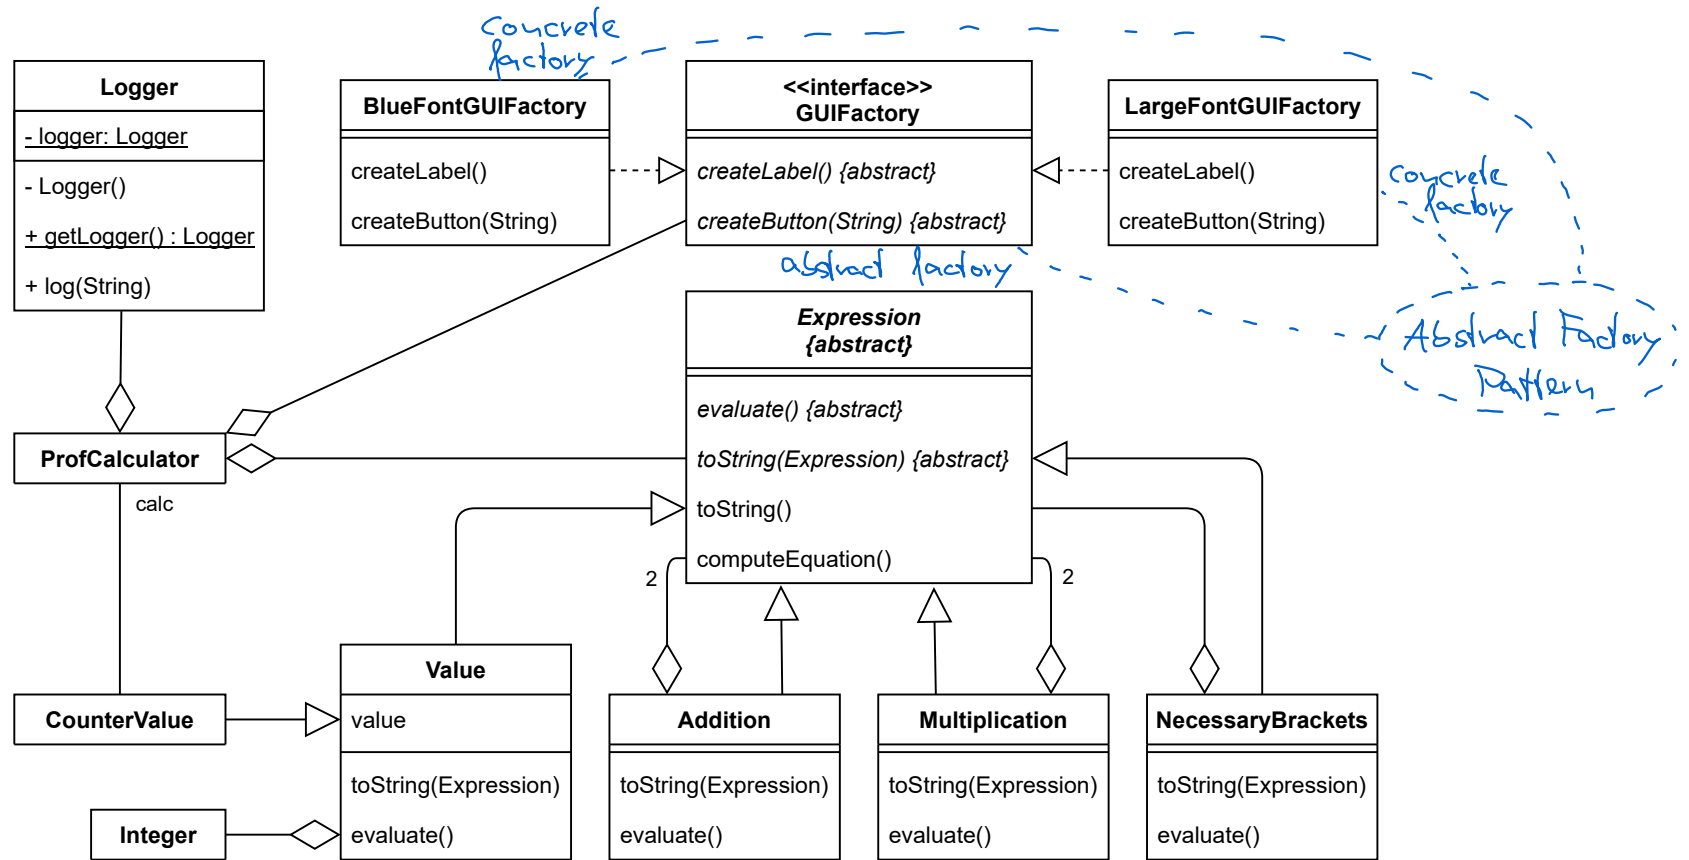 concrete
factory
Logger
- logger: Logger
- Logger()
+ getLogger() : Logger
+ log(String)
BlueFontGUIFactory
createLabel()
createButton(String)
<<interface>>
GUIFactory
createLabel() {abstract}
createButton(String) {abstract}
abstract factory
LargeFontGUIFactory
createLabel()
createButton(String)
concrete
factory
Abstract Factory
Pattern
Expression
{abstract}
evaluate() {abstract}
toString(Expression) {abstract}
toString()
computeEquation()
2
2
ProfCalculator
calc
CounterValue
Integer
Value
value
toString(Expression)
evaluate()
Addition
toString(Expression)
evaluate()
Multiplication
toString(Expression)
evaluate()
NecessaryBrackets
toString(Expression)
evaluate()